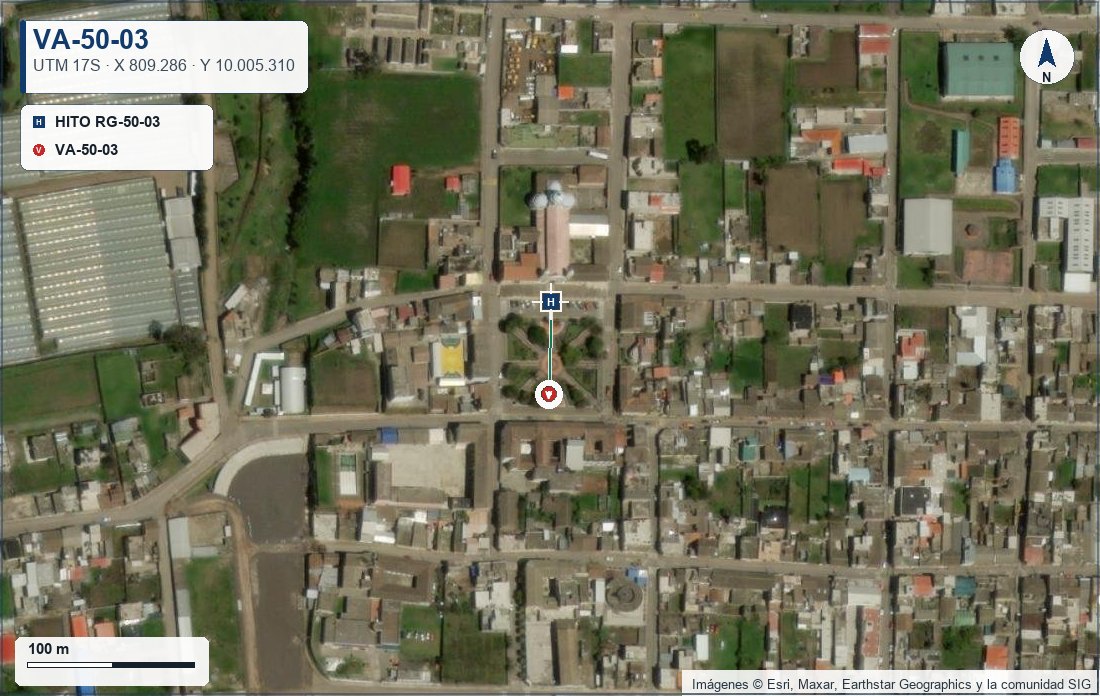 VA-50-03
UTM 17S · X 809.286 · Y 10.005.310
H HITO RG-50-03
V VA-50-03
N
H
V
100 m
Imágenes © Esri, Maxar, Earthstar Geographics y la comunidad SIG